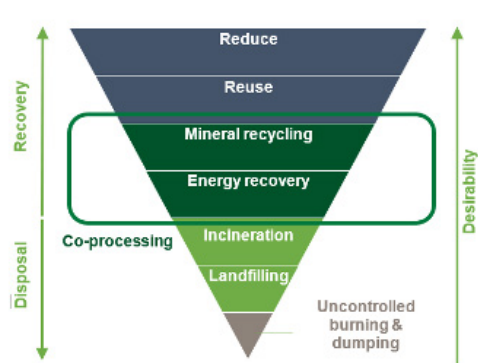 Reduce
Reuse
Mineral recycling
Energy recovery
Incineration
Landfilling
Uncontrolled
burning &
dumping
Co-processing
Recovery
Disposal
Desirability